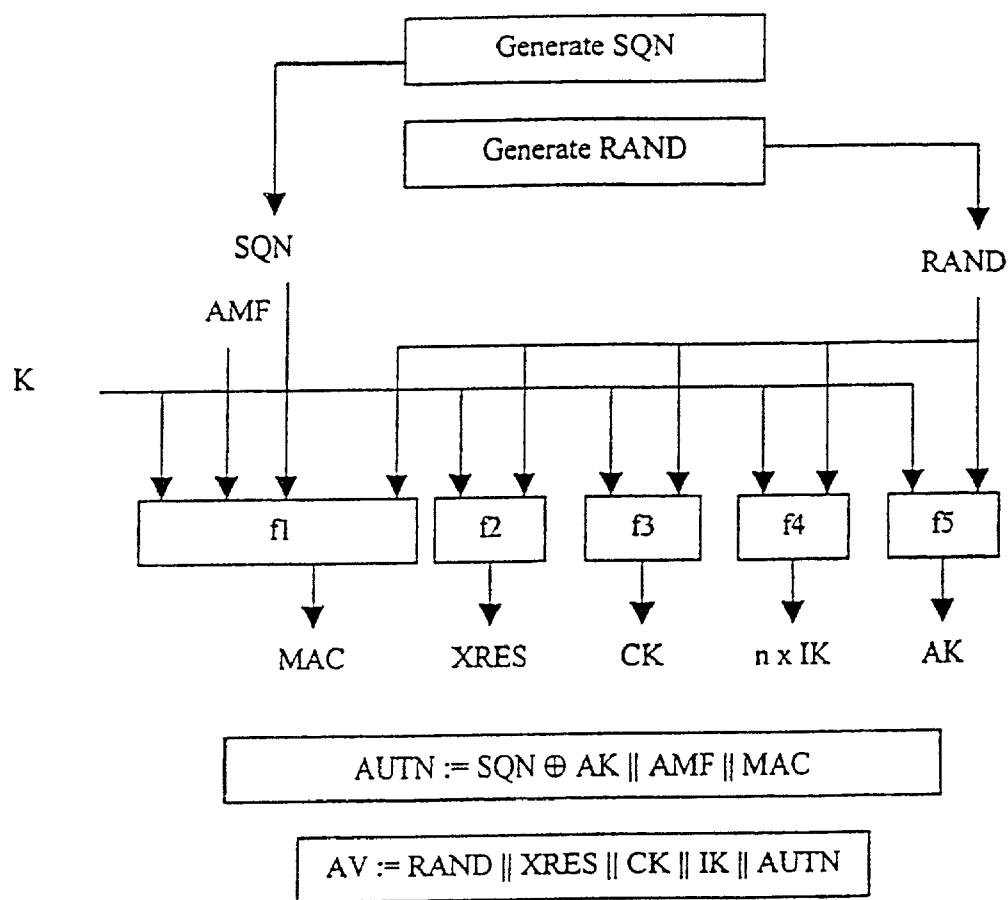 Generate SQN
Generate RAND
SQN
RAND
AMF
K
f1 f2 f3 f4 f5
MAC XRES CK n x IK AK
AUTN := SQN ⊕ AK || AMF || MAC
AV := RAND || XRES || CK || IK || AUTN